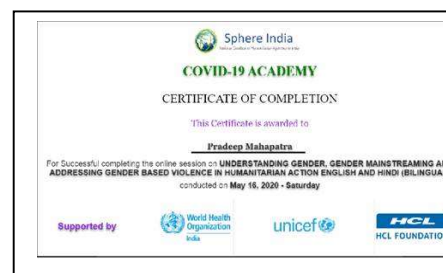 Sphere India
COVID-19 ACADEMY
CERTIFICATE OF COMPLETION
This Certificate is awarded to
Pradeep Mahapatra
For Successful completing the online session on UNDERSTANDING GENDER, GENDER MAINSTREAMING A
ADDRESSING GENDER BASED VIOLENCE IN HUMANITARIAN ACTION ENGLISH AND HINDI (BILINGUA
conducted on May 16, 2020 - Saturday
Supported by
World Health
Organization
India
unicef
HCL
HCL FOUNDATIO